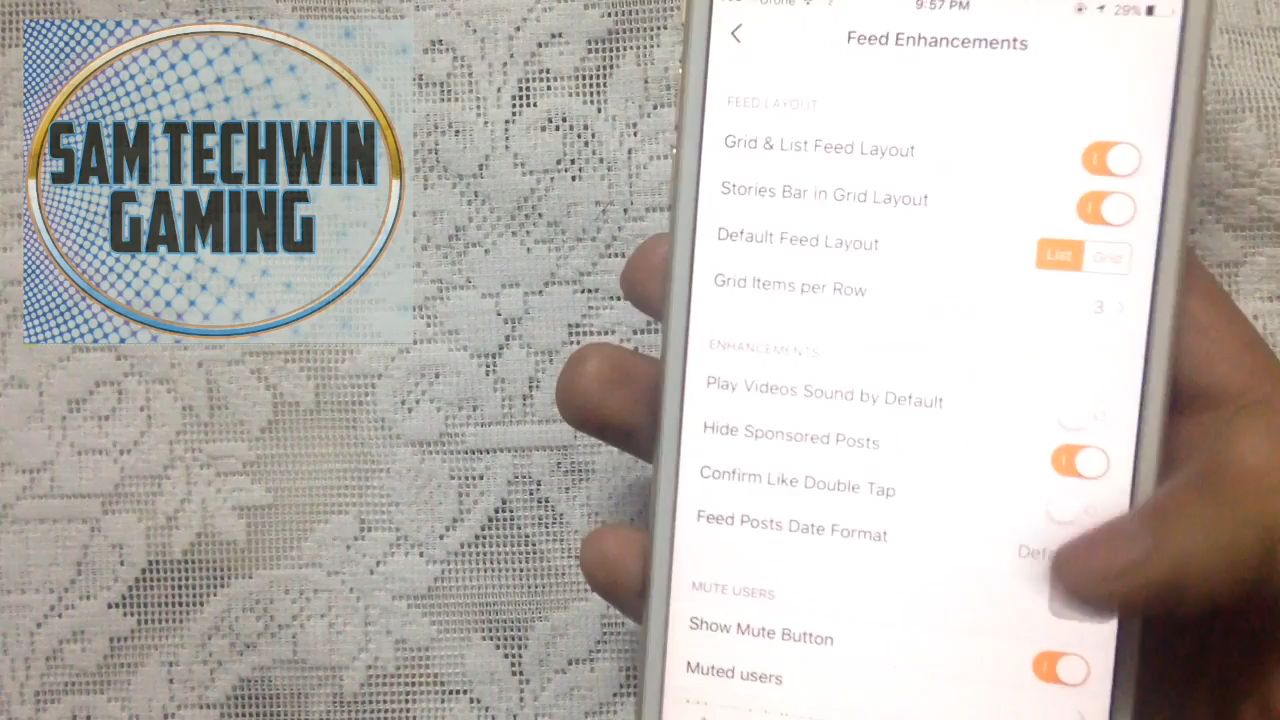 SAM TECHWIN
GAMING
9:57 PM
29%
Feed Enhancements
FEED LAYOUT
Grid & List Feed Layout
Stories Bar in Grid Layout
Default Feed Layout
List
Grid
Grid Items per Row
3
ENHANCEMENTS
Play Videos Sound by Default
Hide Sponsored Posts
Confirm Like Double Tap
Feed Posts Date Format
MUTE USERS
Show Mute Button
Muted users